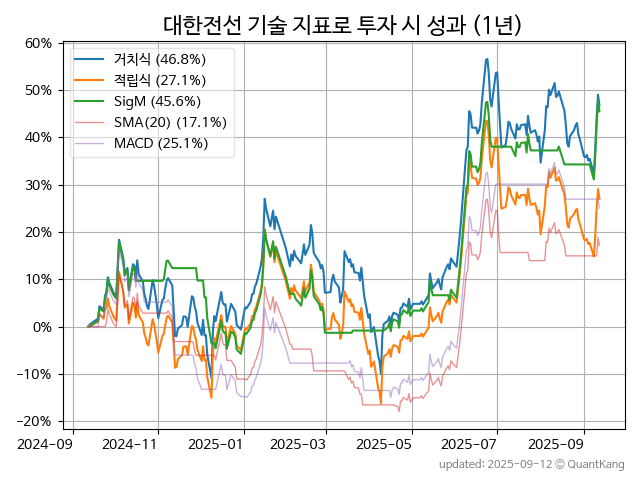 대한전선 기술 지표로 투자 시 성과 (1년)
60%
50%
40%
30%
20%
10%
0%
−10%
−20%
거치식 (46.8%)
적립식 (27.1%)
SigM (45.6%)
SMA(20) (17.1%)
MACD (25.1%)
2024-09
2024-11
2025-01
2025-03
2025-05
2025-07
2025-09
updated: 2025-09-12 © QuantKang